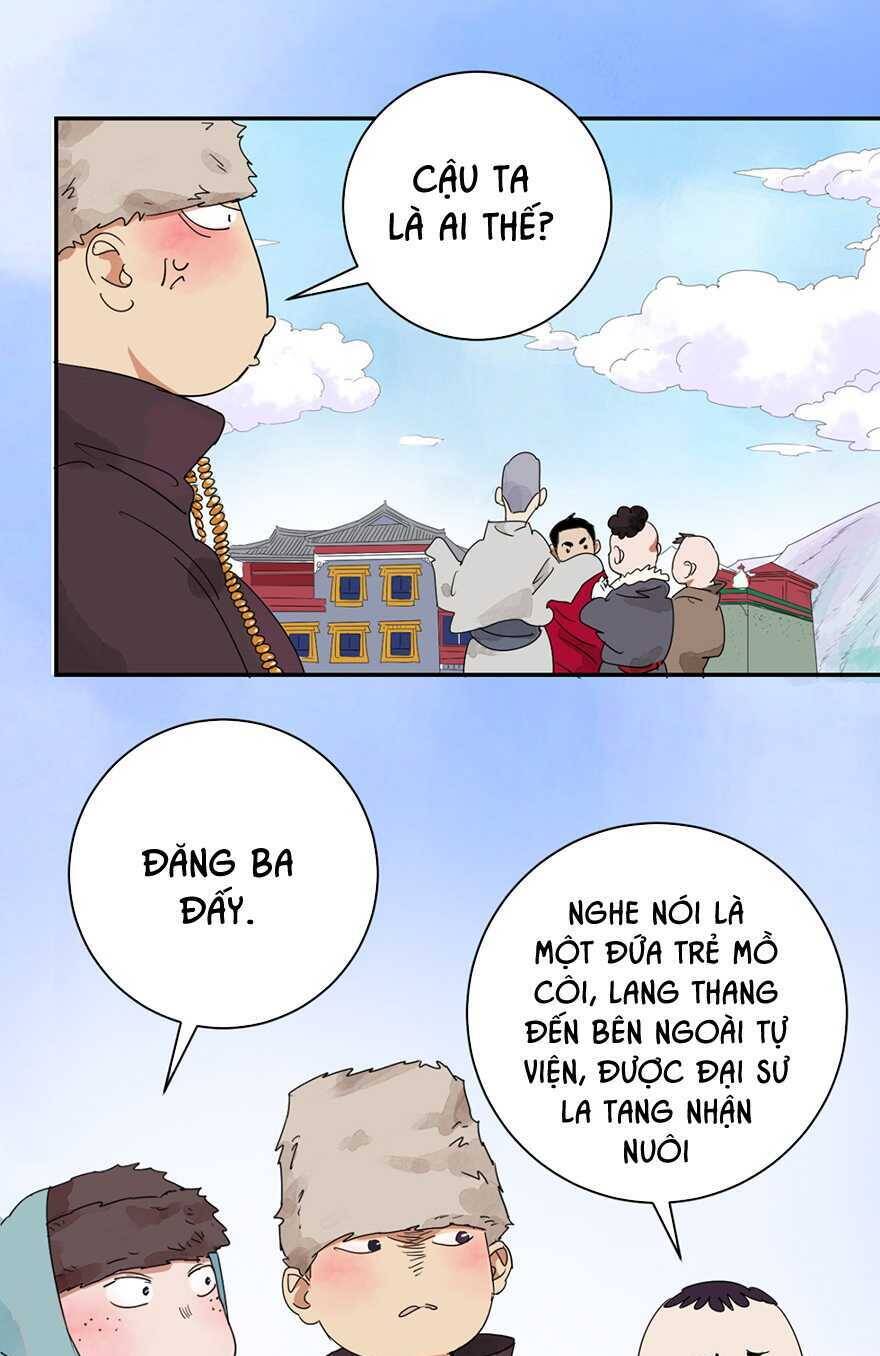 CẬU TA
LÀ AI THẾ?
ĐĂNG BA
ĐẤY.
NGHE NÓI LÀ
MỘT ĐỨA TRẺ MỒ
CÔI, LANG THANG
ĐẾN BÊN NGOÀI TỰ
VIỆN, ĐƯỢC ĐẠI SƯ
LA TANG NHẬN
NUÔI